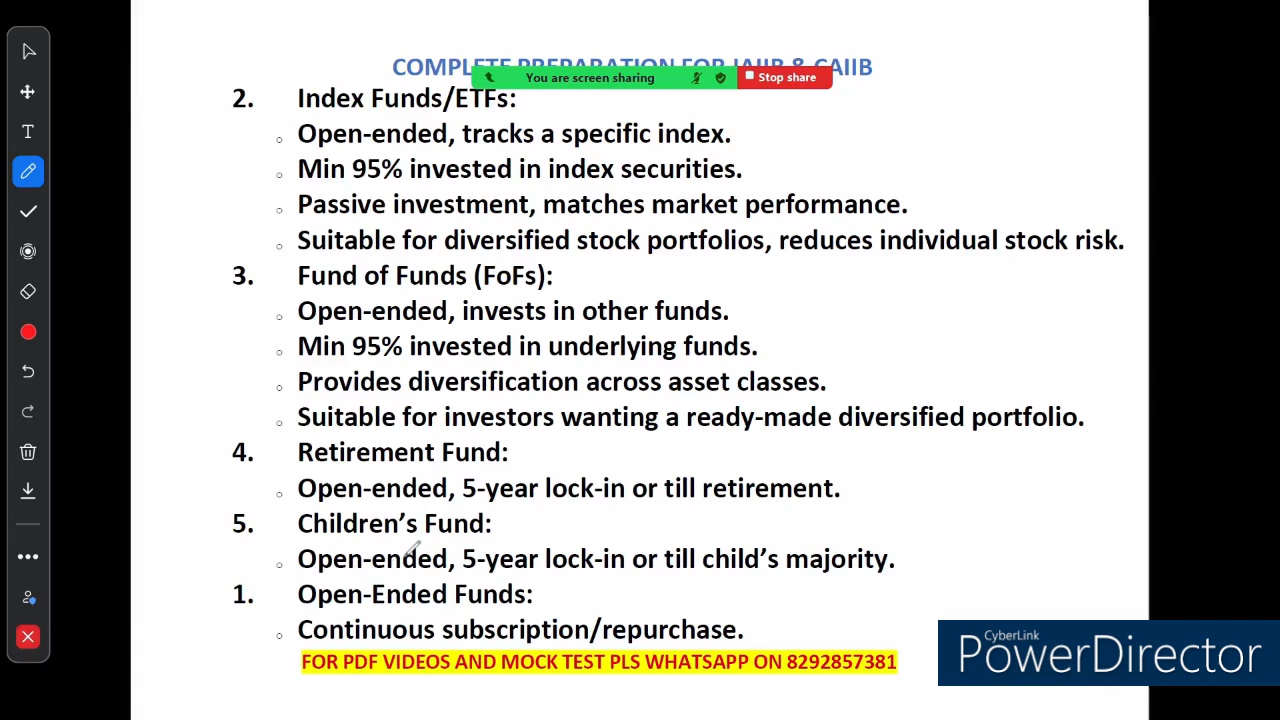 COMPLETE PREPARATION FOR JAIIB & CAIIB
You are screen sharing
Stop share
2. Index Funds/ETFs:
○ Open-ended, tracks a specific index.
○ Min 95% invested in index securities.
○ Passive investment, matches market performance.
○ Suitable for diversified stock portfolios, reduces individual stock risk.
3. Fund of Funds (FoFs):
○ Open-ended, invests in other funds.
○ Min 95% invested in underlying funds.
○ Provides diversification across asset classes.
○ Suitable for investors wanting a ready-made diversified portfolio.
4. Retirement Fund:
○ Open-ended, 5-year lock-in or till retirement.
5. Children’s Fund:
○ Open-ended, 5-year lock-in or till child’s majority.
1. Open-Ended Funds:
○ Continuous subscription/repurchase.
FOR PDF VIDEOS AND MOCK TEST PLS WHATSAPP ON 8292857381
CyberLink
PowerDirector